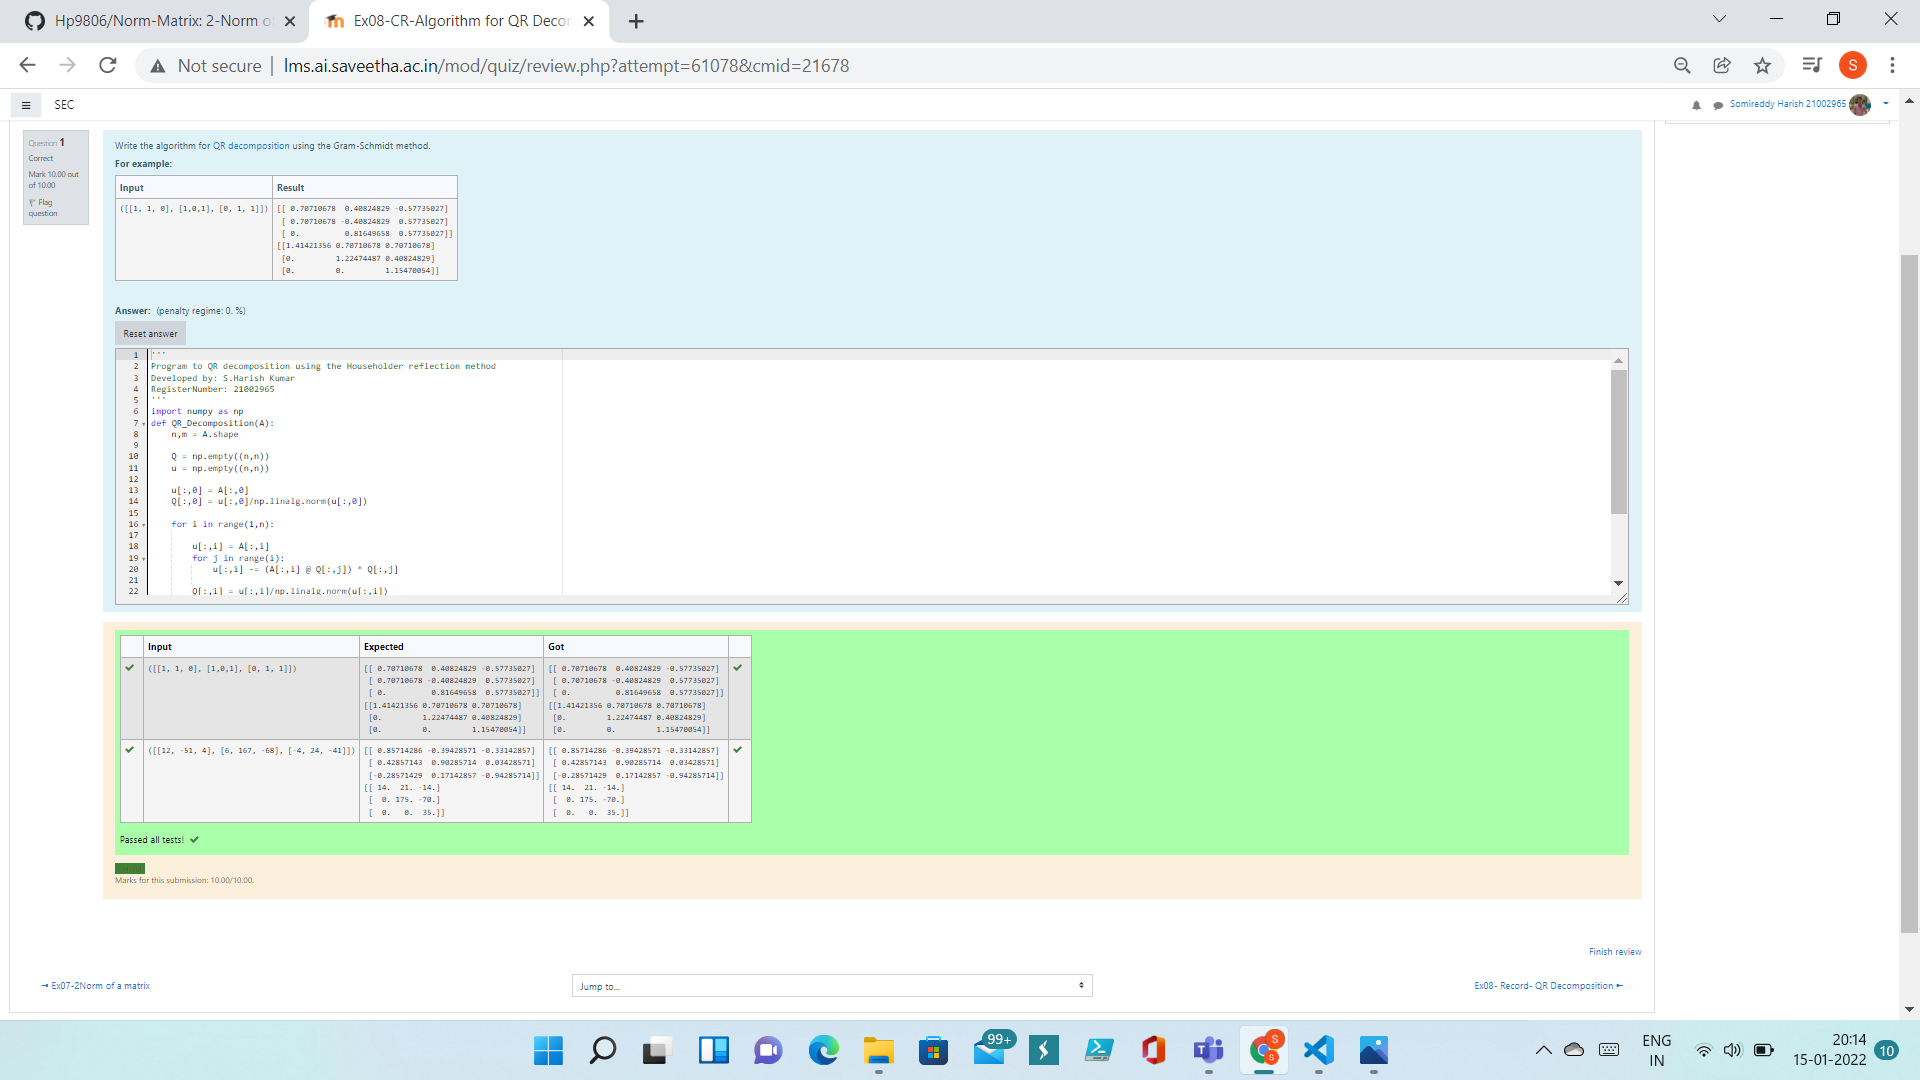 Hp9806/Norm-Matrix: 2-Norm o
Ex08-CR-Algorithm for QR Decon
Not secure | lms.ai.saveetha.ac.in/mod/quiz/review.php?attempt=61078&cmid=21678
S
SEC
Somireddy Harish 21002965
Question 1
Correct
Mark 10.00 out
of 10.00
Flag
question
Write the algorithm for QR decomposition using the Gram-Schmidt method.
For example:
Input Result
([[1, 1, 0], [1,0,1], [0, 1, 1]]) [[ 0.70710678 0.40824829 -0.57735027]
[ 0.70710678 -0.40824829 0.57735027]
[ 0. 0.81649658 0.57735027]]
[[1.41421356 0.70710678 0.70710678]
[0. 1.22474487 0.40824829]
[0. 0. 1.15470054]]
Answer: (penalty regime: 0. %)
Reset answer
1 '''
2 Program to QR decomposition using the Householder reflection method
3 Developed by: S.Harish Kumar
4 RegisterNumber: 21002965
5 '''
6 import numpy as np
7 def QR_Decomposition(A):
8 n,m = A.shape
9
10 Q = np.empty((n,n))
11 u = np.empty((n,n))
12
13 u[:,0] = A[:,0]
14 Q[:,0] = u[:,0]/np.linalg.norm(u[:,0])
15
16 for i in range(1,n):
17
18 u[:,i] = A[:,i]
19 for j in range(i):
20 u[:,i] -= (A[:,i] @ Q[:,j]) * Q[:,j]
21
22 Q[:,i] = u[:,i]/np.linalg.norm(u[:,i])
Input Expected Got
([[1, 1, 0], [1,0,1], [0, 1, 1]]) [[ 0.70710678 0.40824829 -0.57735027] [[ 0.70710678 0.40824829 -0.57735027]
[ 0.70710678 -0.40824829 0.57735027] [ 0.70710678 -0.40824829 0.57735027]
[ 0. 0.81649658 0.57735027]] [ 0. 0.81649658 0.57735027]]
[[1.41421356 0.70710678 0.70710678] [[1.41421356 0.70710678 0.70710678]
[0. 1.22474487 0.40824829] [0. 1.22474487 0.40824829]
[0. 0. 1.15470054]] [0. 0. 1.15470054]]
([[12, -51, 4], [6, 167, -68], [-4, 24, -41]]) [[ 0.85714286 -0.39428571 -0.33142857] [[ 0.85714286 -0.39428571 -0.33142857]
[ 0.42857143 0.90285714 0.03428571] [ 0.42857143 0.90285714 0.03428571]
[-0.28571429 0.17142857 -0.94285714]] [-0.28571429 0.17142857 -0.94285714]]
[[ 14. 21. -14.] [[ 14. 21. -14.]
[ 0. 175. -70.] [ 0. 175. -70.]
[ 0. 0. 35.]] [ 0. 0. 35.]]
Passed all tests!
Marks for this submission: 10.00/10.00.
Finish review
Ex07-2Norm of a matrix
Jump to...
Ex08- Record- QR Decomposition
99+
S
S
ENG
IN
20:14
15-01-2022
10